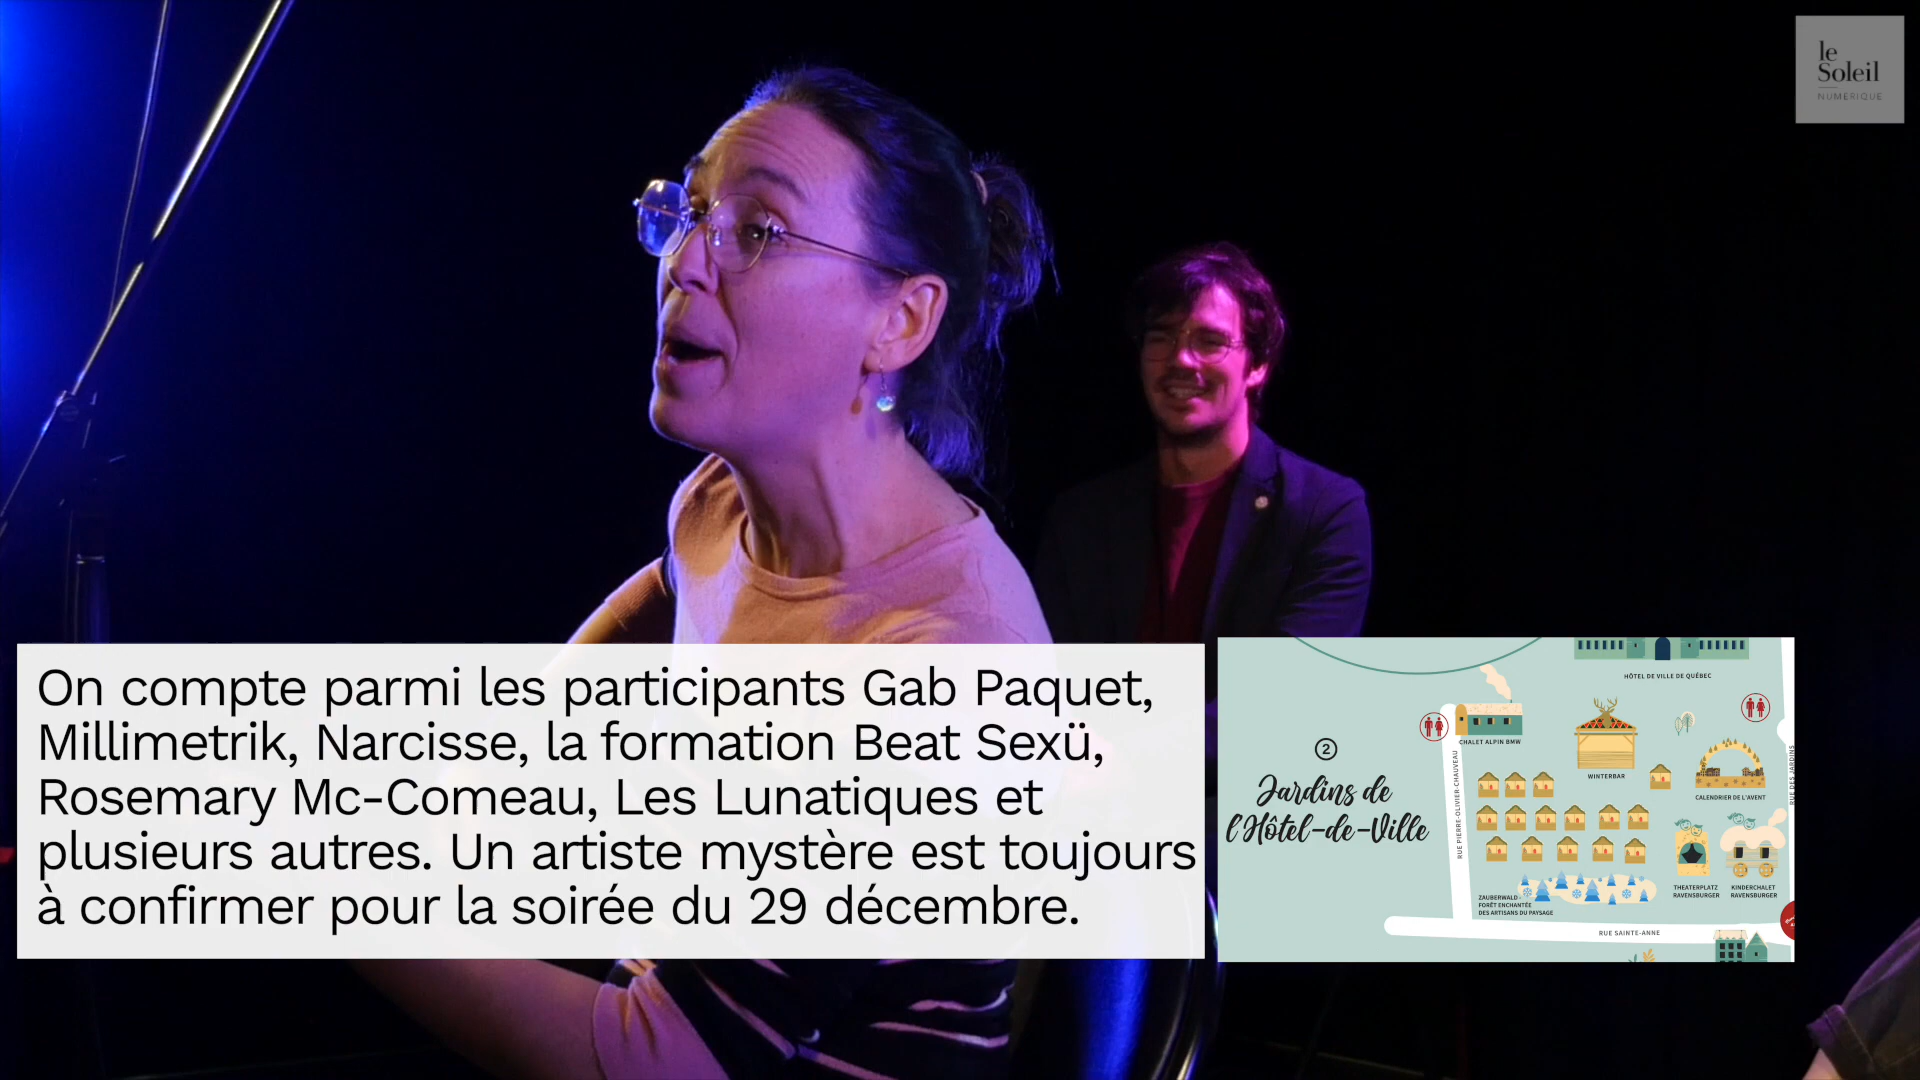 le
Soleil
NUMÉRIQUE
On compte parmi les participants Gab Paquet,
Millimetrik, Narcisse, la formation Beat Sexü,
Rosemary Mc-Comeau, Les Lunatiques et
plusieurs autres. Un artiste mystère est toujours
à confirmer pour la soirée du 29 décembre.
HÔTEL DE VILLE DE QUÉBEC
CHALET ALPIN BMW
2
Jardins de
l'Hôtel-de-Ville
WINTERBAR
CALENDRIER DE L'AVENT
RUE PIERRE-OLIVIER-CHAUVEAU
RUE DES JARDINS
THEATERPLATZ
RAVENSBURGER
KINDERCHALET
RAVENSBURGER
ZAUBERWALD -
FORÊT ENCHANTÉE
DES ARTISANS DU PAYSAGE
RUE SAINTE-ANNE